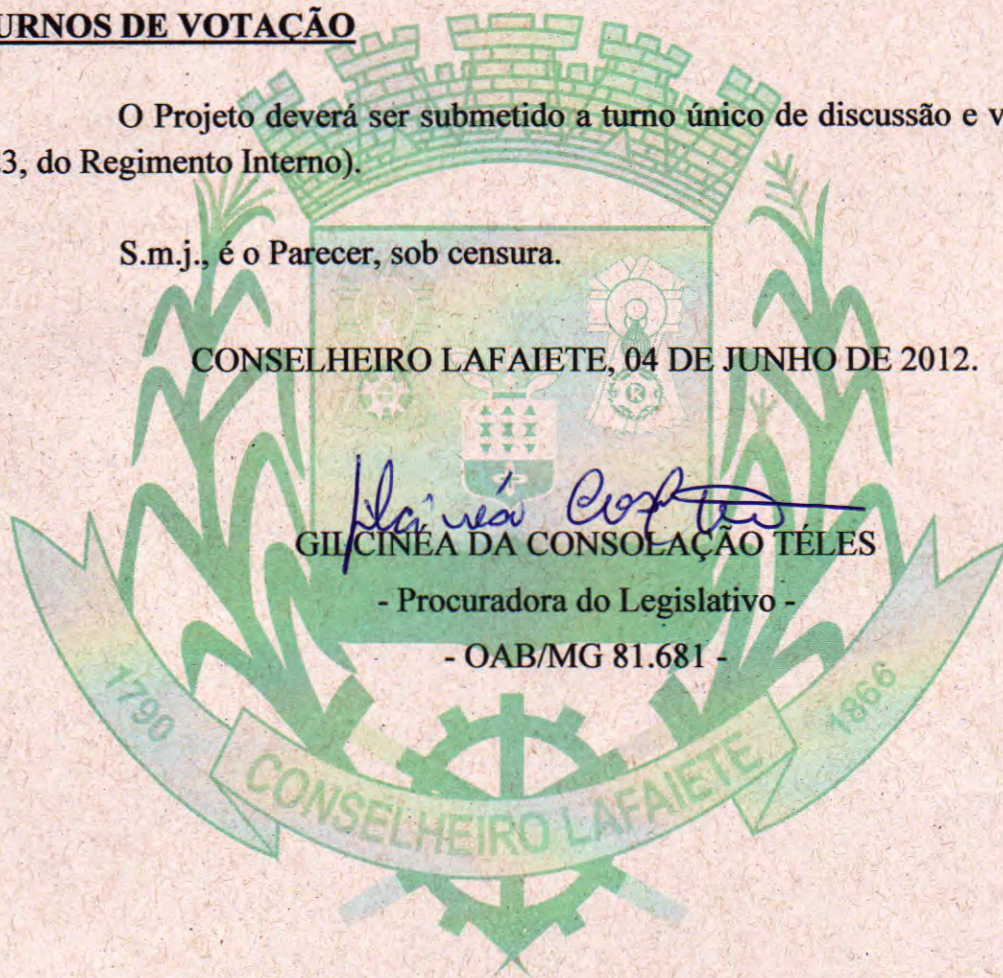 URNOS DE VOTAÇÃO
O Projeto deverá ser submetido a turno único de discussão e v
23, do Regimento Interno).
S.m.j., é o Parecer, sob censura.
CONSELHEIRO LAFAIETE, 04 DE JUNHO DE 2012.
GILCINÉA DA CONSOLAÇÃO TÉLES
- Procuradora do Legislativo -
- OAB/MG 81.681 -
1790
CONSELHEIRO LAFAIETE
1866